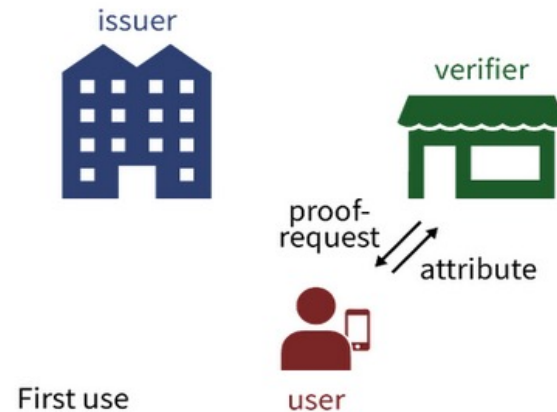 issuer
verifier
proof-
request
attribute
First use
user